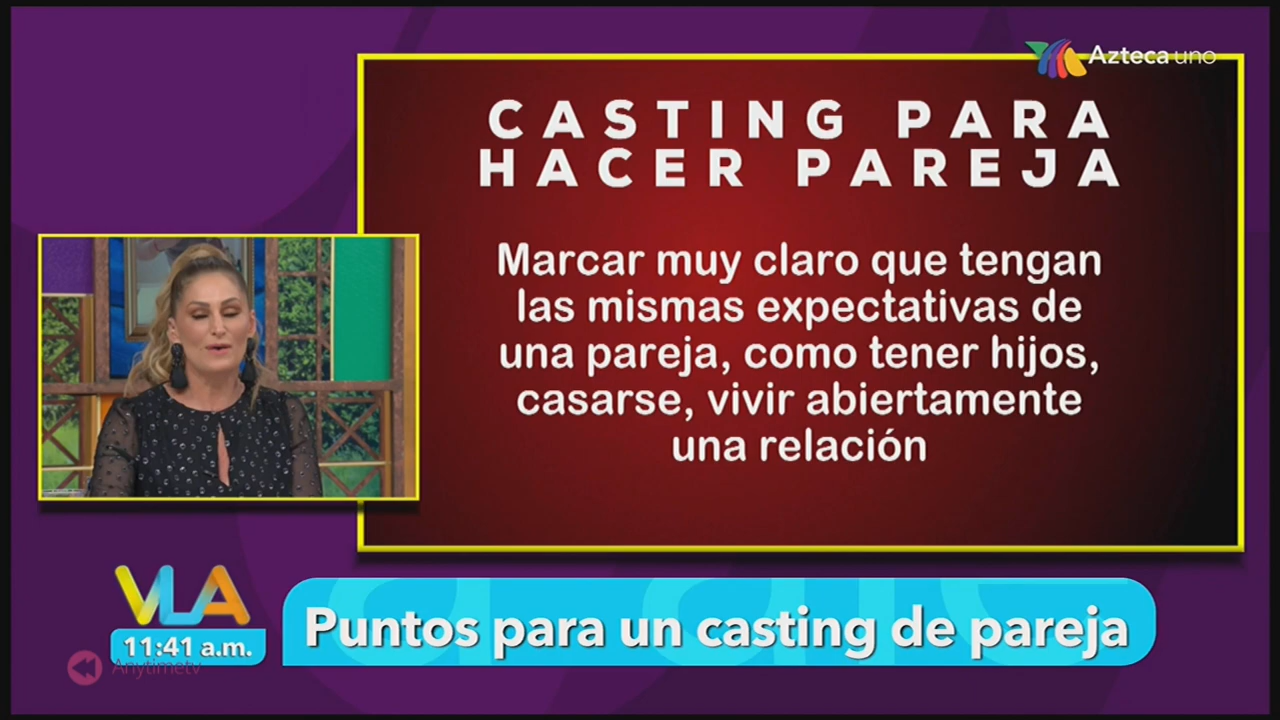 Azteca uno
CASTING PARA
HACER PAREJA
Marcar muy claro que tengan
las mismas expectativas de
una pareja, como tener hijos,
casarse, vivir abiertamente
una relación
VLA
11:41 a.m.
Puntos para un casting de pareja
Anytimetv